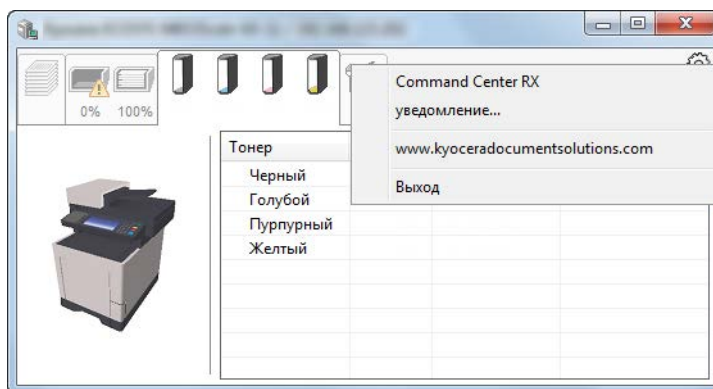 0%
100%
Command Center RX
уведомление...
www.kyoceradocumentsolutions.com
Выход
Тонер
Черный
Голубой
Пурпурный
Желтый